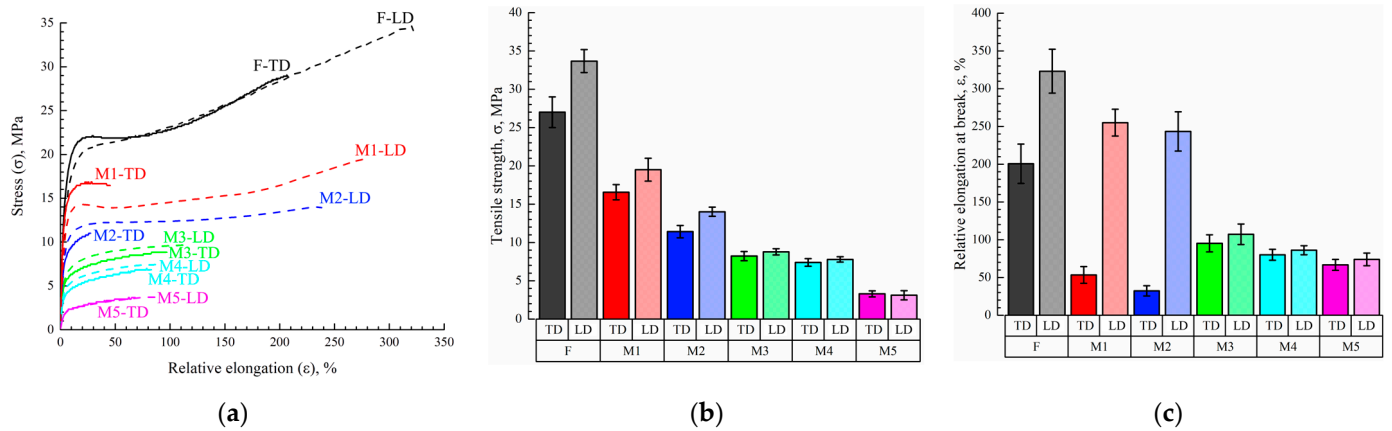 35
30
25
20
15
10
5
0
Stress (σ), MPa
F-LD
F-TD
M1-LD
M1-TD
M2-LD
M2-TD
M3-LD
M3-TD
M4-LD
M4-TD
M5-LD
M5-TD
0 50 100 150 200 250 300 350
Relative elongation (ε), %
(a)
40
35
30
25
20
15
10
5
0
Tensile strength, σ, MPa
TD LD TD LD TD LD TD LD TD LD TD LD
F M1 M2 M3 M4 M5
(b)
400
350
300
250
200
150
100
50
0
Relative elongation at break, ε, %
TD LD TD LD TD LD TD LD TD LD TD LD
F M1 M2 M3 M4 M5
(c)